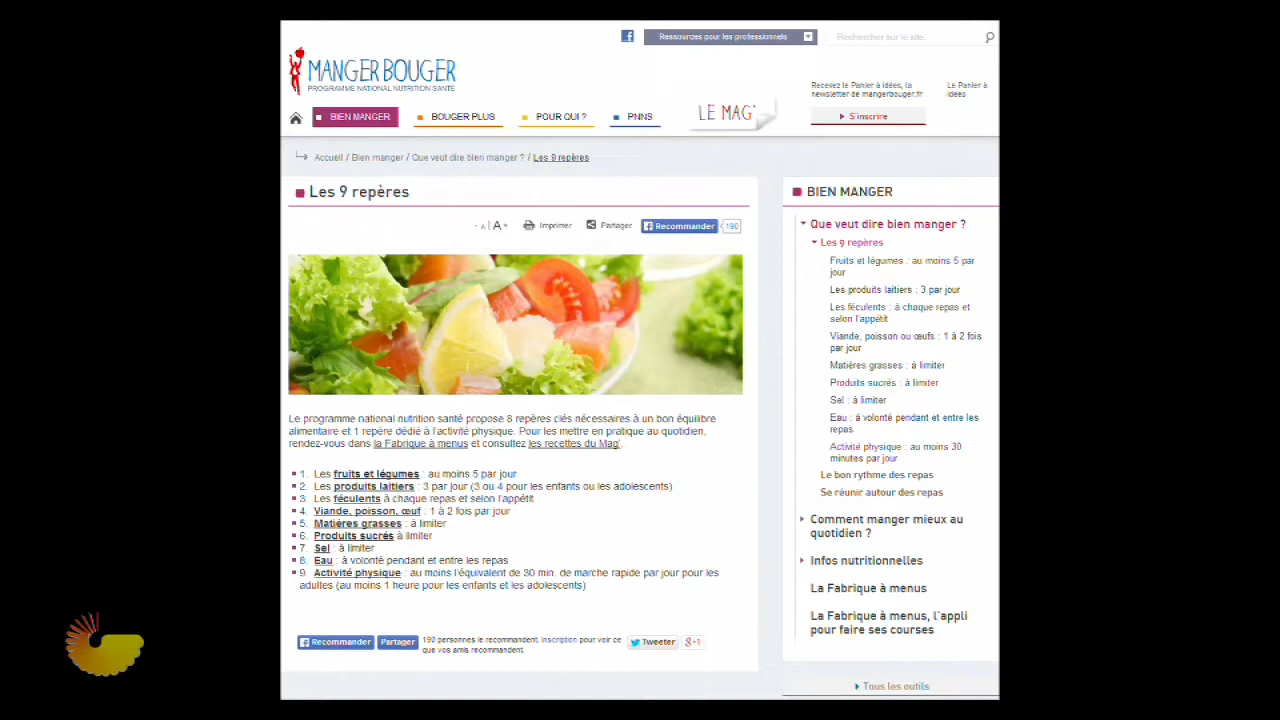 Ressources pour les professionnels
Rechercher sur le site...
MANGER BOUGER
PROGRAMME NATIONAL NUTRITION SANTÉ
Recevez le Panier à idées, la
newsletter de mangerbouger.fr
Le Panier à
idées
BIEN MANGER
BOUGER PLUS
POUR QUI ?
PNNS
LE MAG'
S'inscrire
Accueil / Bien manger / Que veut dire bien manger ? / Les 9 repères
Les 9 repères
- A | A +
Imprimer
Partager
Recommander
190
Le programme national nutrition santé propose 8 repères clés nécessaires à un bon équilibre
alimentaire et 1 repère dédié à l'activité physique. Pour les mettre en pratique au quotidien,
rendez-vous dans la Fabrique à menus et consultez les recettes du Mag'.
1. Les fruits et légumes : au moins 5 par jour
2. Les produits laitiers : 3 par jour (3 ou 4 pour les enfants ou les adolescents)
3. Les féculents à chaque repas et selon l'appétit
4. Viande, poisson, œuf : 1 à 2 fois par jour
5. Matières grasses : à limiter
6. Produits sucrés à limiter
7. Sel : à limiter
8. Eau : à volonté pendant et entre les repas
9. Activité physique : au moins l'équivalent de 30 min. de marche rapide par jour pour les
adultes (au moins 1 heure pour les enfants et les adolescents)
Recommander
Partager
190 personnes le recommandent. Inscription pour voir ce
que vos amis recommandent.
Tweeter
g+1
BIEN MANGER
Que veut dire bien manger ?
Les 9 repères
Fruits et légumes : au moins 5 par
jour
Les produits laitiers : 3 par jour
Les féculents : à chaque repas et
selon l'appétit
Viande, poisson ou œufs : 1 à 2 fois
par jour
Matières grasses : à limiter
Produits sucrés : à limiter
Sel : à limiter
Eau : à volonté pendant et entre les
repas
Activité physique : au moins 30
minutes par jour
Le bon rythme des repas
Se réunir autour des repas
Comment manger mieux au
quotidien ?
Infos nutritionnelles
La Fabrique à menus
La Fabrique à menus, l'appli
pour faire ses courses
Tous les outils